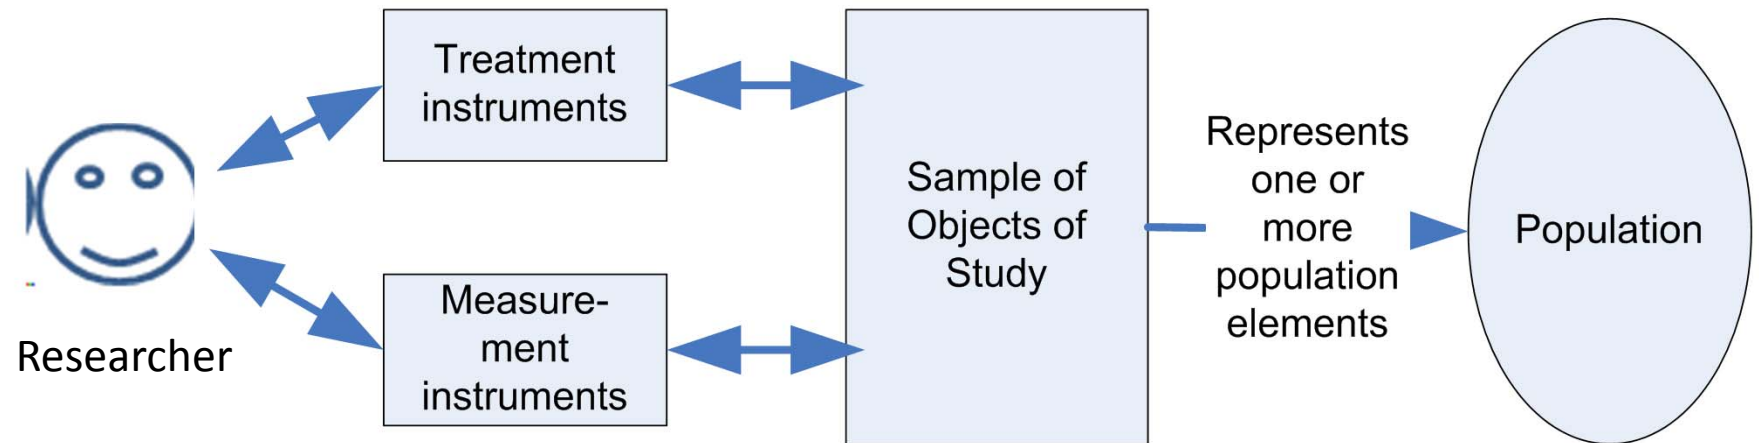 Researcher
Treatment
instruments
Measure-
ment
instruments
Sample of
Objects of
Study
Represents
one or
more
population
elements
Population